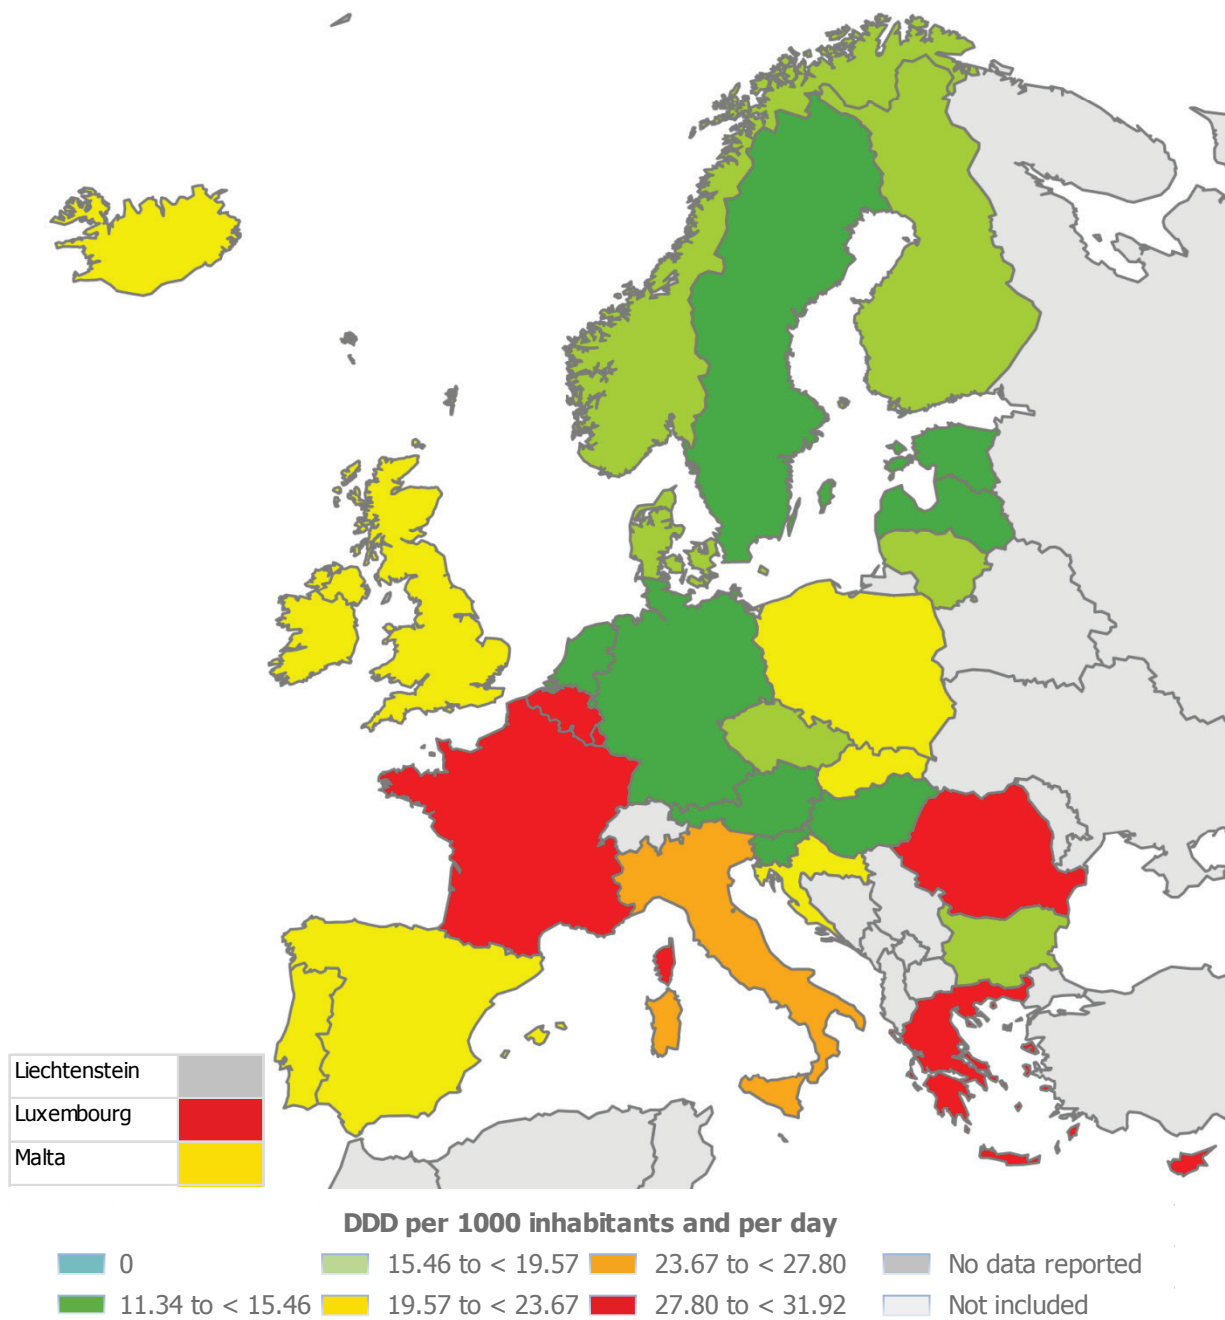 Liechtenstein
Luxembourg
Malta
DDD per 1000 inhabitants and per day
0 15.46 to < 19.57 23.67 to < 27.80 No data reported
11.34 to < 15.46 19.57 to < 23.67 27.80 to < 31.92 Not included